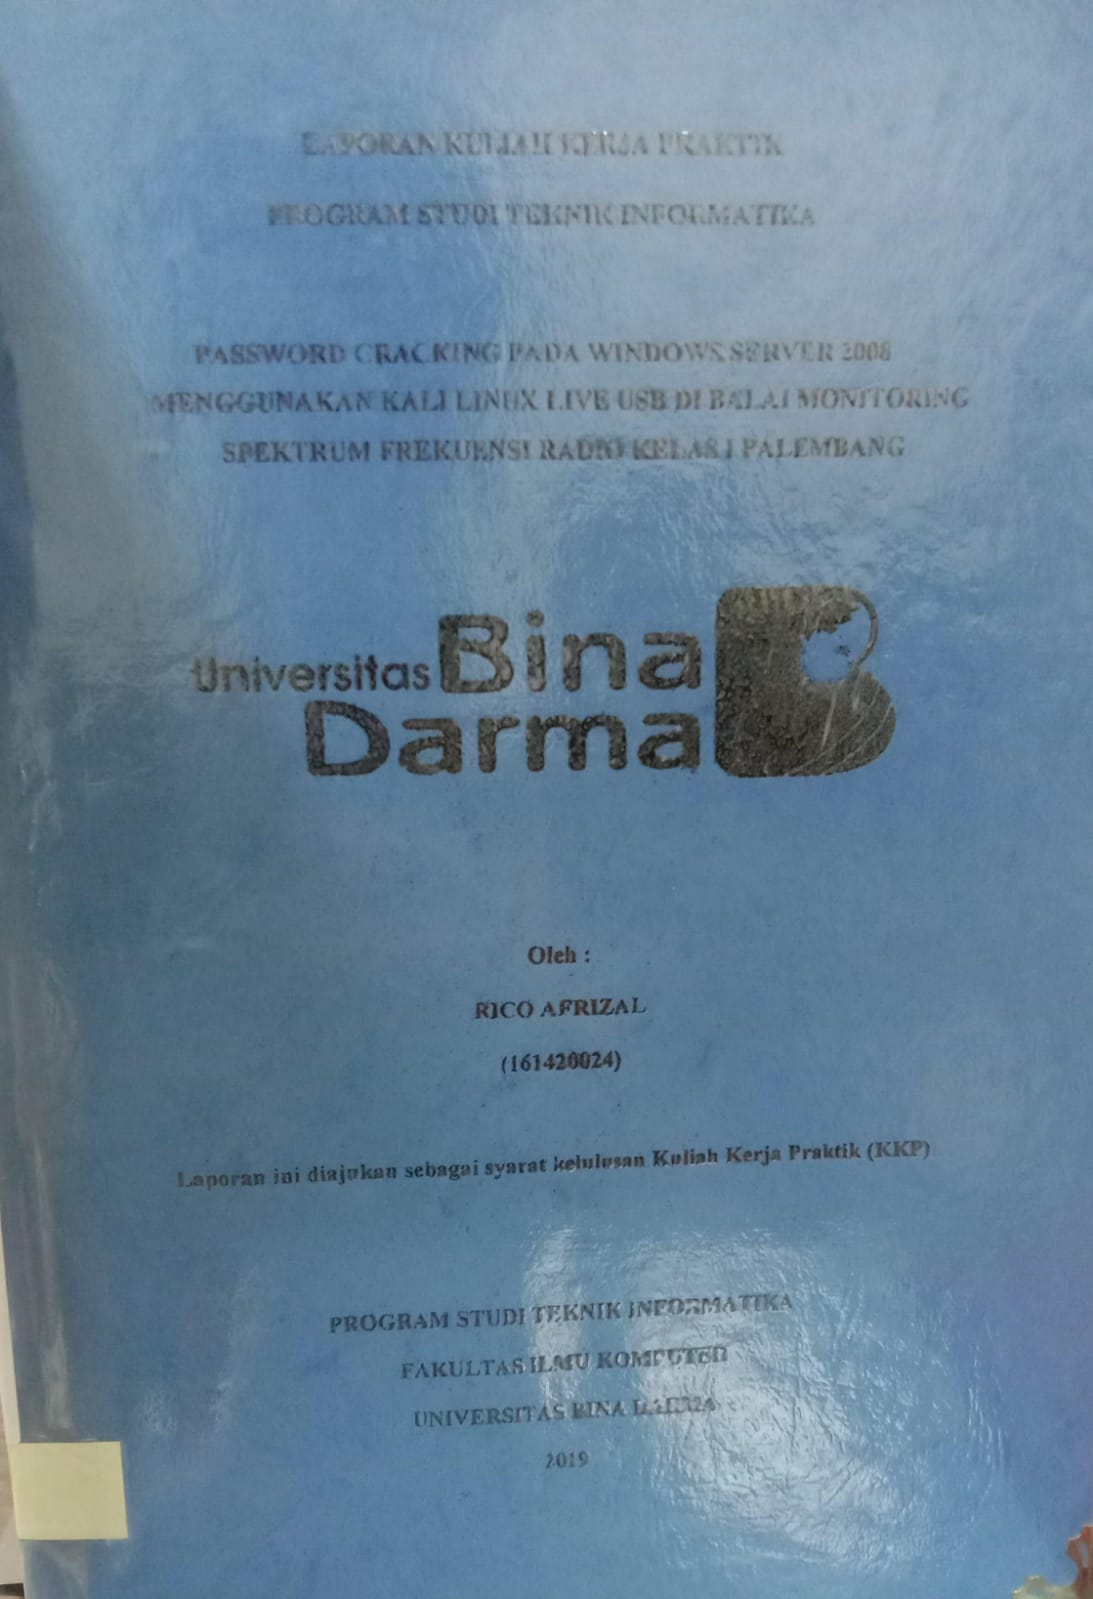 LAPORAN KULIAH KERJA PRAKTIK
PROGRAM STUDI TEKNIK INFORMATIKA
PASSWORD CRACKING PADA WINDOWS SERVER 2008
MENGGUNAKAN KALI LINUX LIVE USB DI BALAI MONITORING
SPEKTRUM FREKUENSI RADIO KELAS I PALEMBANG
Universitas Bina
Darma
Oleh :
RICO AFRIZAL
(161420024)
Laporan ini diajukan sebagai syarat kelulusan Kuliah Kerja Praktik (KKP)
PROGRAM STUDI TEKNIK INFORMATIKA
FAKULTAS ILMU KOMPUTER
UNIVERSITAS BINA DARMA
2019